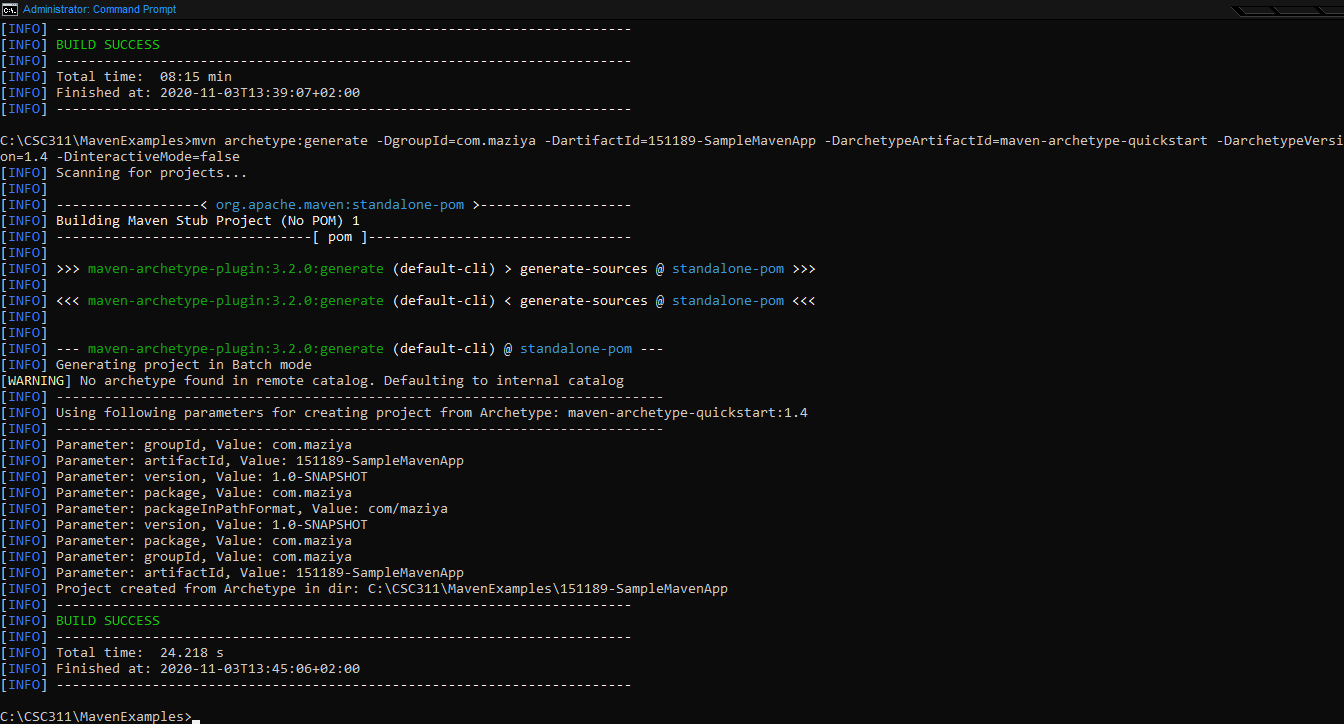 Administrator: Command Prompt
[INFO] ------------------------------------------------------------------------
[INFO] BUILD SUCCESS
[INFO] ------------------------------------------------------------------------
[INFO] Total time:  08:15 min
[INFO] Finished at: 2020-11-03T13:39:07+02:00
[INFO] ------------------------------------------------------------------------
C:\CSC311\MavenExamples>mvn archetype:generate -DgroupId=com.maziya -DartifactId=151189-SampleMavenApp -DarchetypeArtifactId=maven-archetype-quickstart -DarchetypeVersi
on=1.4 -DinteractiveMode=false
[INFO] Scanning for projects...
[INFO]
[INFO] ------------------< org.apache.maven:standalone-pom >-------------------
[INFO] Building Maven Stub Project (No POM) 1
[INFO] --------------------------------[ pom ]---------------------------------
[INFO]
[INFO] >>> maven-archetype-plugin:3.2.0:generate (default-cli) > generate-sources @ standalone-pom >>>
[INFO]
[INFO] <<< maven-archetype-plugin:3.2.0:generate (default-cli) < generate-sources @ standalone-pom <<<
[INFO]
[INFO]
[INFO] --- maven-archetype-plugin:3.2.0:generate (default-cli) @ standalone-pom ---
[INFO] Generating project in Batch mode
[WARNING] No archetype found in remote catalog. Defaulting to internal catalog
[INFO] ----------------------------------------------------------------------------
[INFO] Using following parameters for creating project from Archetype: maven-archetype-quickstart:1.4
[INFO] ----------------------------------------------------------------------------
[INFO] Parameter: groupId, Value: com.maziya
[INFO] Parameter: artifactId, Value: 151189-SampleMavenApp
[INFO] Parameter: version, Value: 1.0-SNAPSHOT
[INFO] Parameter: package, Value: com.maziya
[INFO] Parameter: packageInPathFormat, Value: com/maziya
[INFO] Parameter: version, Value: 1.0-SNAPSHOT
[INFO] Parameter: package, Value: com.maziya
[INFO] Parameter: groupId, Value: com.maziya
[INFO] Parameter: artifactId, Value: 151189-SampleMavenApp
[INFO] Project created from Archetype in dir: C:\CSC311\MavenExamples\151189-SampleMavenApp
[INFO] ------------------------------------------------------------------------
[INFO] BUILD SUCCESS
[INFO] ------------------------------------------------------------------------
[INFO] Total time:  24.218 s
[INFO] Finished at: 2020-11-03T13:45:06+02:00
[INFO] ------------------------------------------------------------------------
C:\CSC311\MavenExamples>